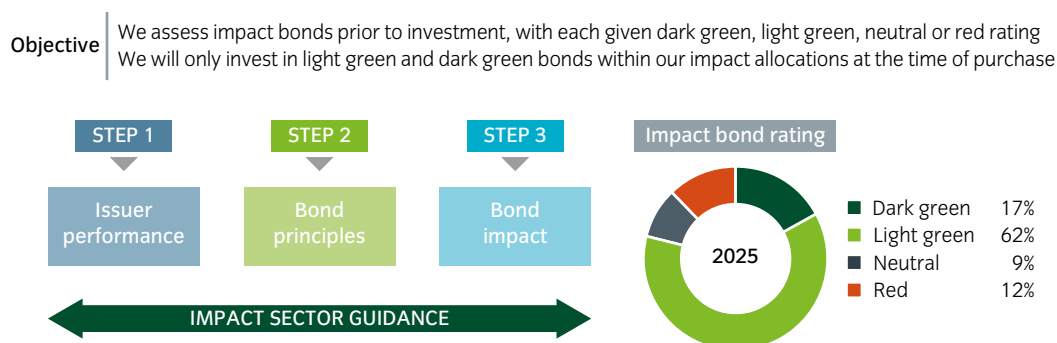 Objective
We assess impact bonds prior to investment, with each given dark green, light green, neutral or red rating
We will only invest in light green and dark green bonds within our impact allocations at the time of purchase
STEP 1
STEP 2
STEP 3
Impact bond rating
Issuer
performance
Bond
principles
Bond
impact
IMPACT SECTOR GUIDANCE
2025
Dark green 17%
Light green 62%
Neutral 9%
Red 12%